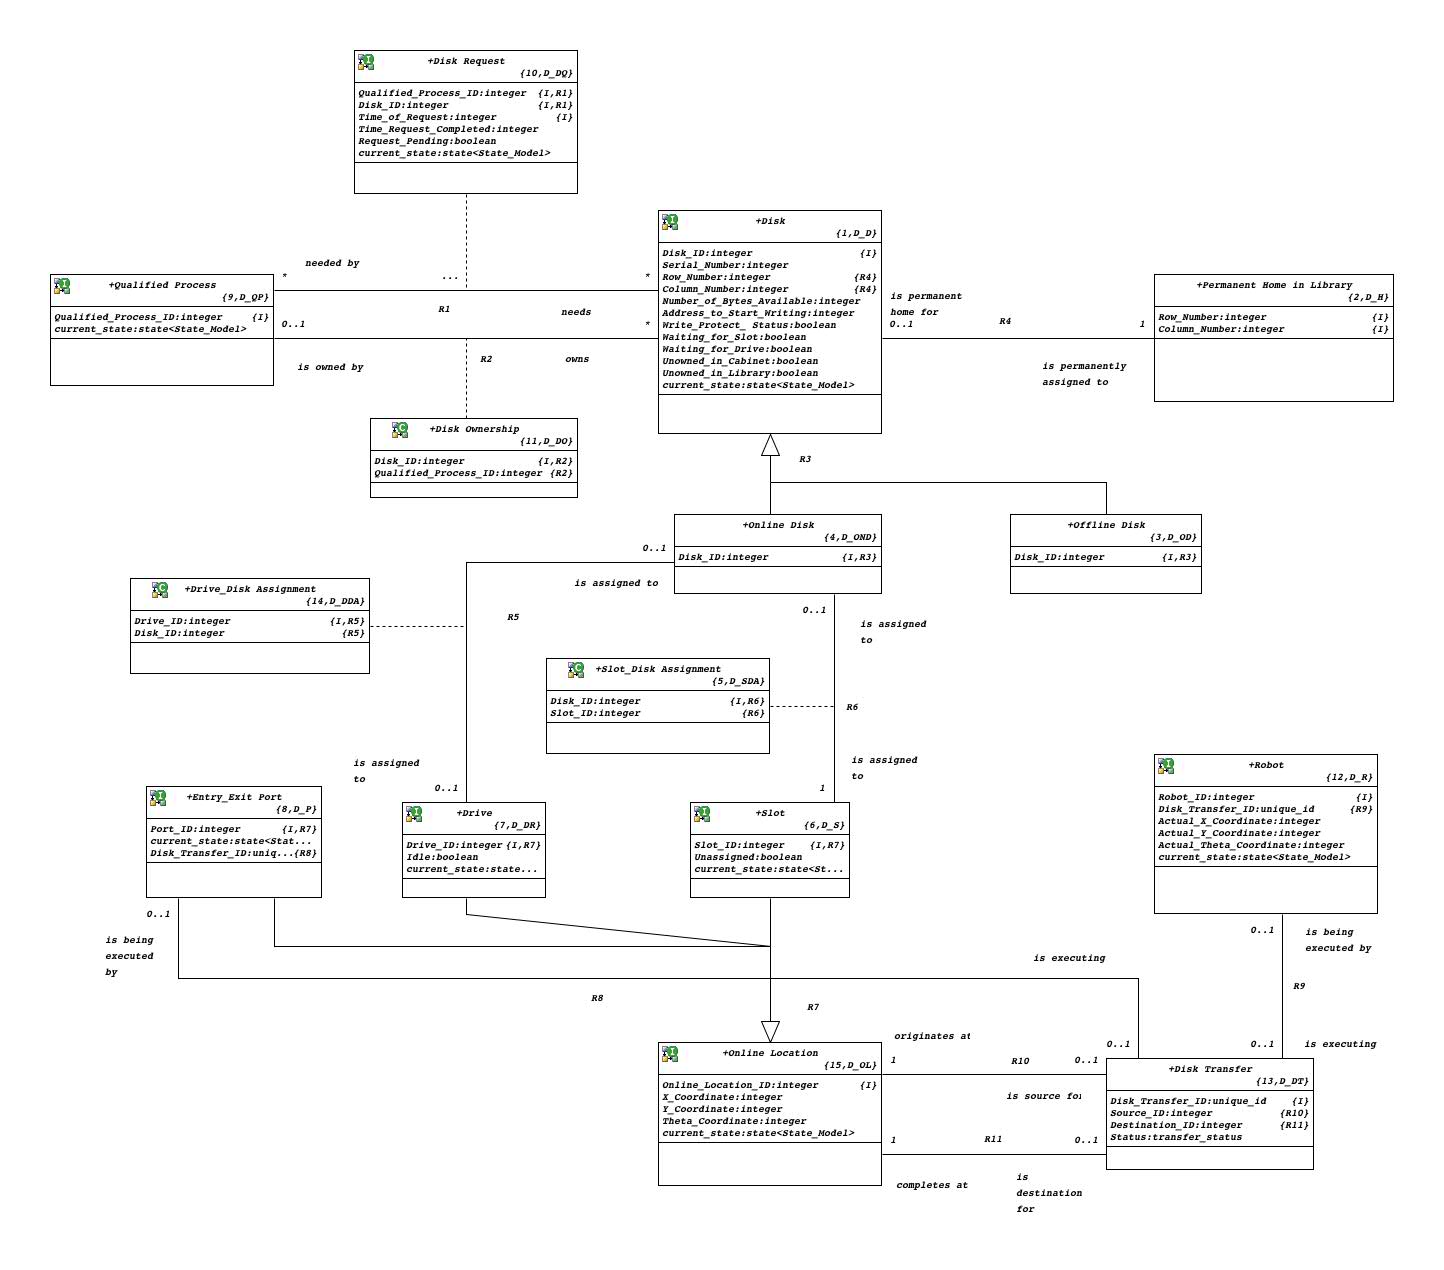 +Disk Request
{10,D_DQ}
Qualified_Process_ID:integer {I,R1}
Disk_ID:integer {I,R1}
Time_of_Request:integer {I}
Time_Request_Completed:integer
Request_Pending:boolean
current_state:state<State_Model>
+Disk
{1,D_D}
Disk_ID:integer {I}
Serial_Number:integer
Row_Number:integer {R4}
Column_Number:integer {R4}
Number_of_Bytes_Available:integer
Address_to_Start_Writing:integer
Write_Protect_ Status:boolean
Waiting_for_Slot:boolean
Waiting_for_Drive:boolean
Unowned_in_Cabinet:boolean
Unowned_in_Library:boolean
current_state:state<State_Model>
needed by
* ... *
R1
needs
+Qualified Process
{9,D_QP}
Qualified_Process_ID:integer {I}
current_state:state<State_Model>
0..1 *
R2
owns
is owned by
is permanent
home for
0..1 R4 1
is permanently
assigned to
+Permanent Home in Library
{2,D_H}
Row_Number:integer {I}
Column_Number:integer {I}
+Disk Ownership
{11,D_DO}
Disk_ID:integer {I,R2}
Qualified_Process_ID:integer {R2}
R3
+Online Disk
{4,D_OND}
Disk_ID:integer {I,R3}
+Offline Disk
{3,D_OD}
Disk_ID:integer {I,R3}
0..1
is assigned to
R5
+Drive_Disk Assignment
{14,D_DDA}
Drive_ID:integer {I,R5}
Disk_ID:integer {R5}
0..1
is assigned
to
+Slot_Disk Assignment
{5,D_SDA}
Disk_ID:integer {I,R6}
Slot_ID:integer {R6}
R6
is assigned
to
0..1
is assigned
to
1
+Entry_Exit Port
{8,D_P}
Port_ID:integer {I,R7}
current_state:state<Stat...
Disk_Transfer_ID:uniq...{R8}
+Drive
{7,D_DR}
Drive_ID:integer {I,R7}
Idle:boolean
current_state:state...
+Slot
{6,D_S}
Slot_ID:integer {I,R7}
Unassigned:boolean
current_state:state<St...
+Robot
{12,D_R}
Robot_ID:integer {I}
Disk_Transfer_ID:unique_id {R9}
Actual_X_Coordinate:integer
Actual_Y_Coordinate:integer
Actual_Theta_Coordinate:integer
current_state:state<State_Model>
0..1
is being
executed
by
R8
R7
is executing
0..1
0..1
is being
executed by
R9
0..1
is executing
+Online Location
{15,D_OL}
Online_Location_ID:integer {I}
X_Coordinate:integer
Y_Coordinate:integer
Theta_Coordinate:integer
current_state:state<State_Model>
originates at
1 R10 0..1
is source for
1 R11 0..1
completes at
is
destination
for
+Disk Transfer
{13,D_DT}
Disk_Transfer_ID:unique_id {I}
Source_ID:integer {R10}
Destination_ID:integer {R11}
Status:transfer_status